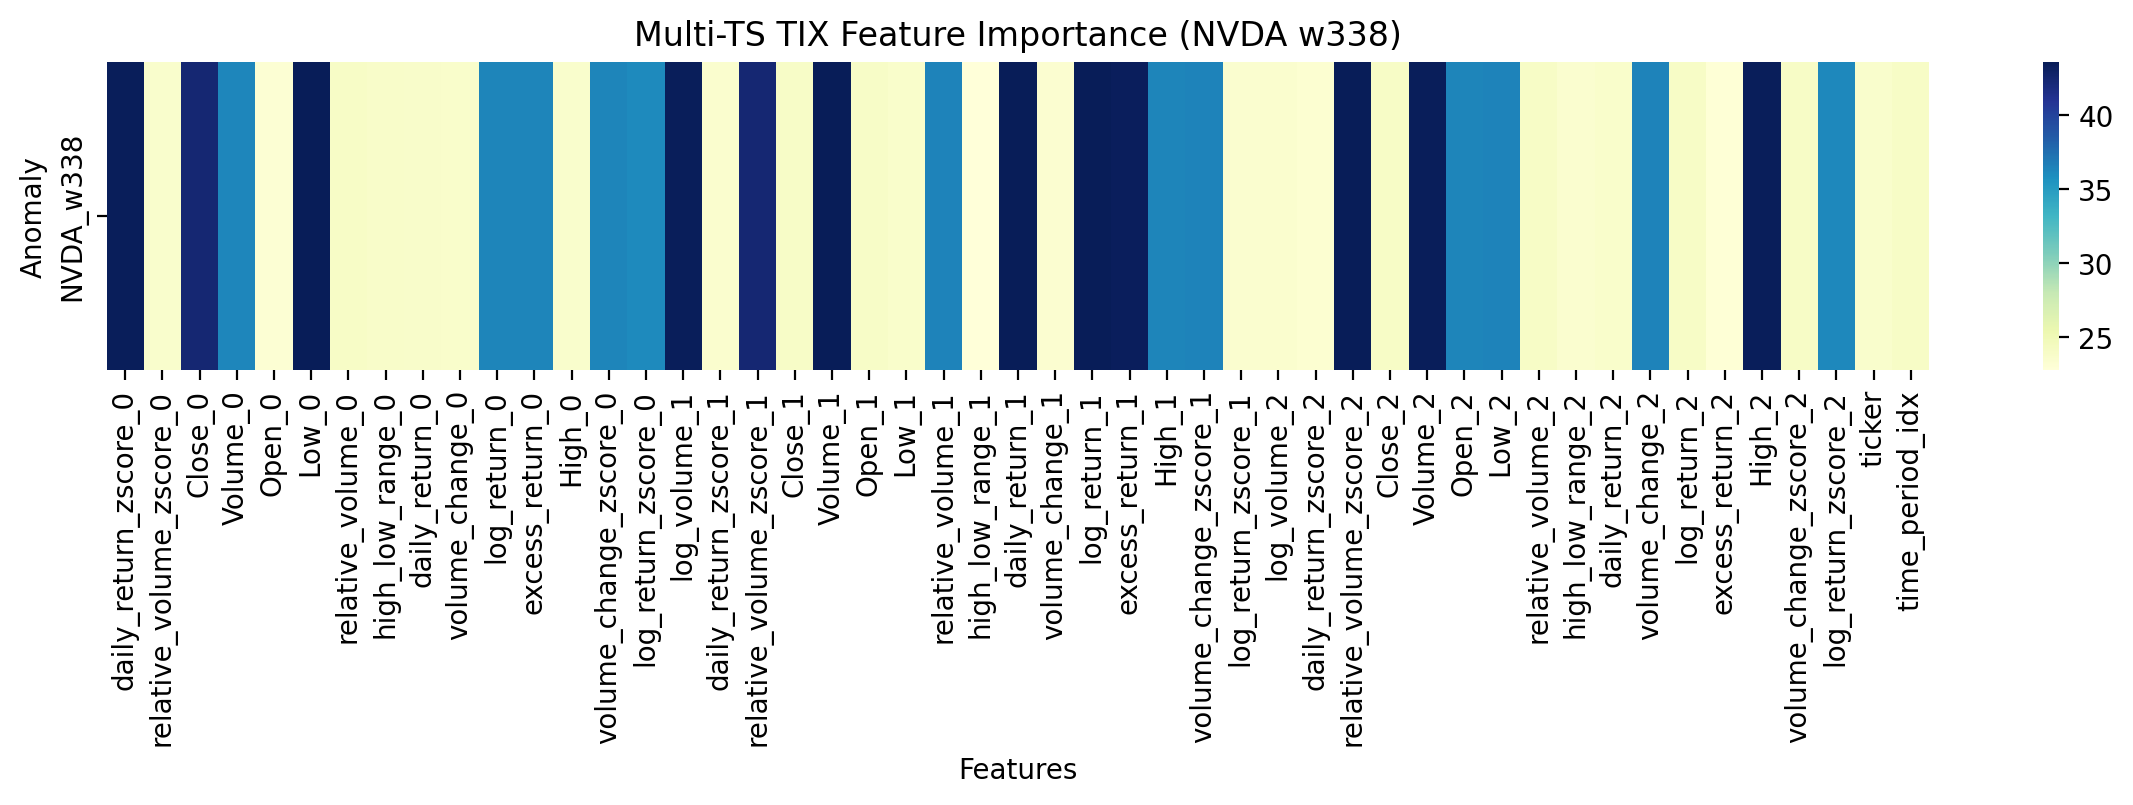 Multi-TS TIX Feature Importance (NVDA w338)
Anomaly
NVDA_w338
40
35
30
25
daily_return_zscore_0
relative_volume_zscore_0
Close_0
Volume_0
Open_0
Low_0
relative_volume_0
high_low_range_0
daily_return_0
volume_change_0
log_return_0
excess_return_0
High_0
volume_change_zscore_0
log_return_zscore_0
log_volume_1
daily_return_zscore_1
relative_volume_zscore_1
Close_1
Volume_1
Open_1
Low_1
relative_volume_1
high_low_range_1
daily_return_1
volume_change_1
log_return_1
excess_return_1
High_1
volume_change_zscore_1
log_return_zscore_1
log_volume_2
daily_return_zscore_2
relative_volume_zscore_2
Close_2
Volume_2
Open_2
Low_2
relative_volume_2
high_low_range_2
daily_return_2
volume_change_2
log_return_2
excess_return_2
High_2
volume_change_zscore_2
log_return_zscore_2
ticker
time_period_idx
Features